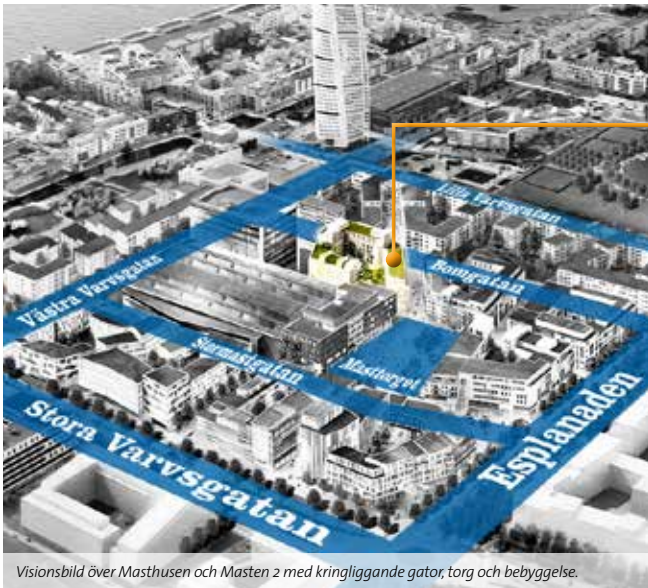 Lilla Varvsgatan
Bomgatan
Västra Varvsgatan
Stormastgatan
Masttorget
Esplanaden
Stora Varvsgatan
Visionsbild över Masthusen och Masten 2 med kringliggande gator, torg och bebyggelse.